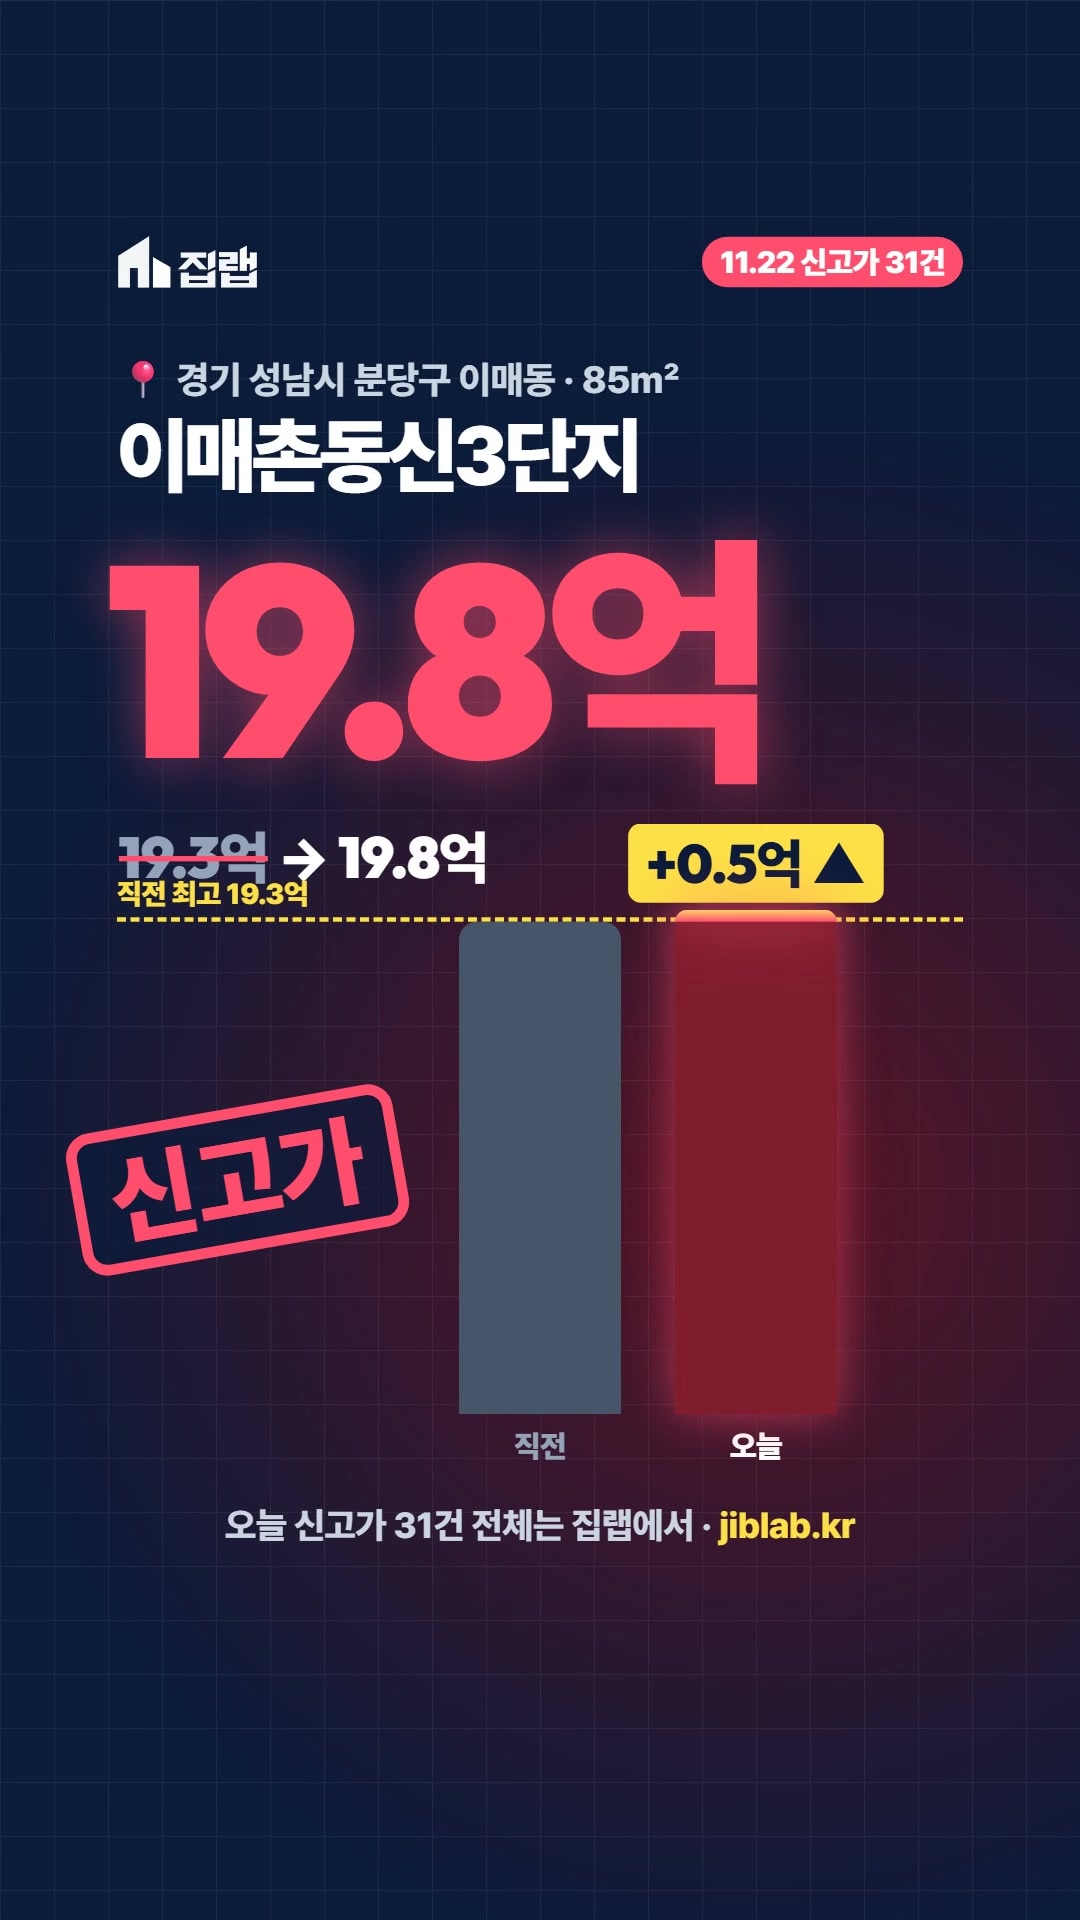 집랩
11.22 신고가 31건
경기 성남시 분당구 이매동 · 85m²
이매촌동신3단지
19.8억
19.3억 → 19.8억
+0.5억 ▲
직전 최고 19.3억
신고가
직전
오늘
오늘 신고가 31건 전체는 집랩에서 · jiblab.kr